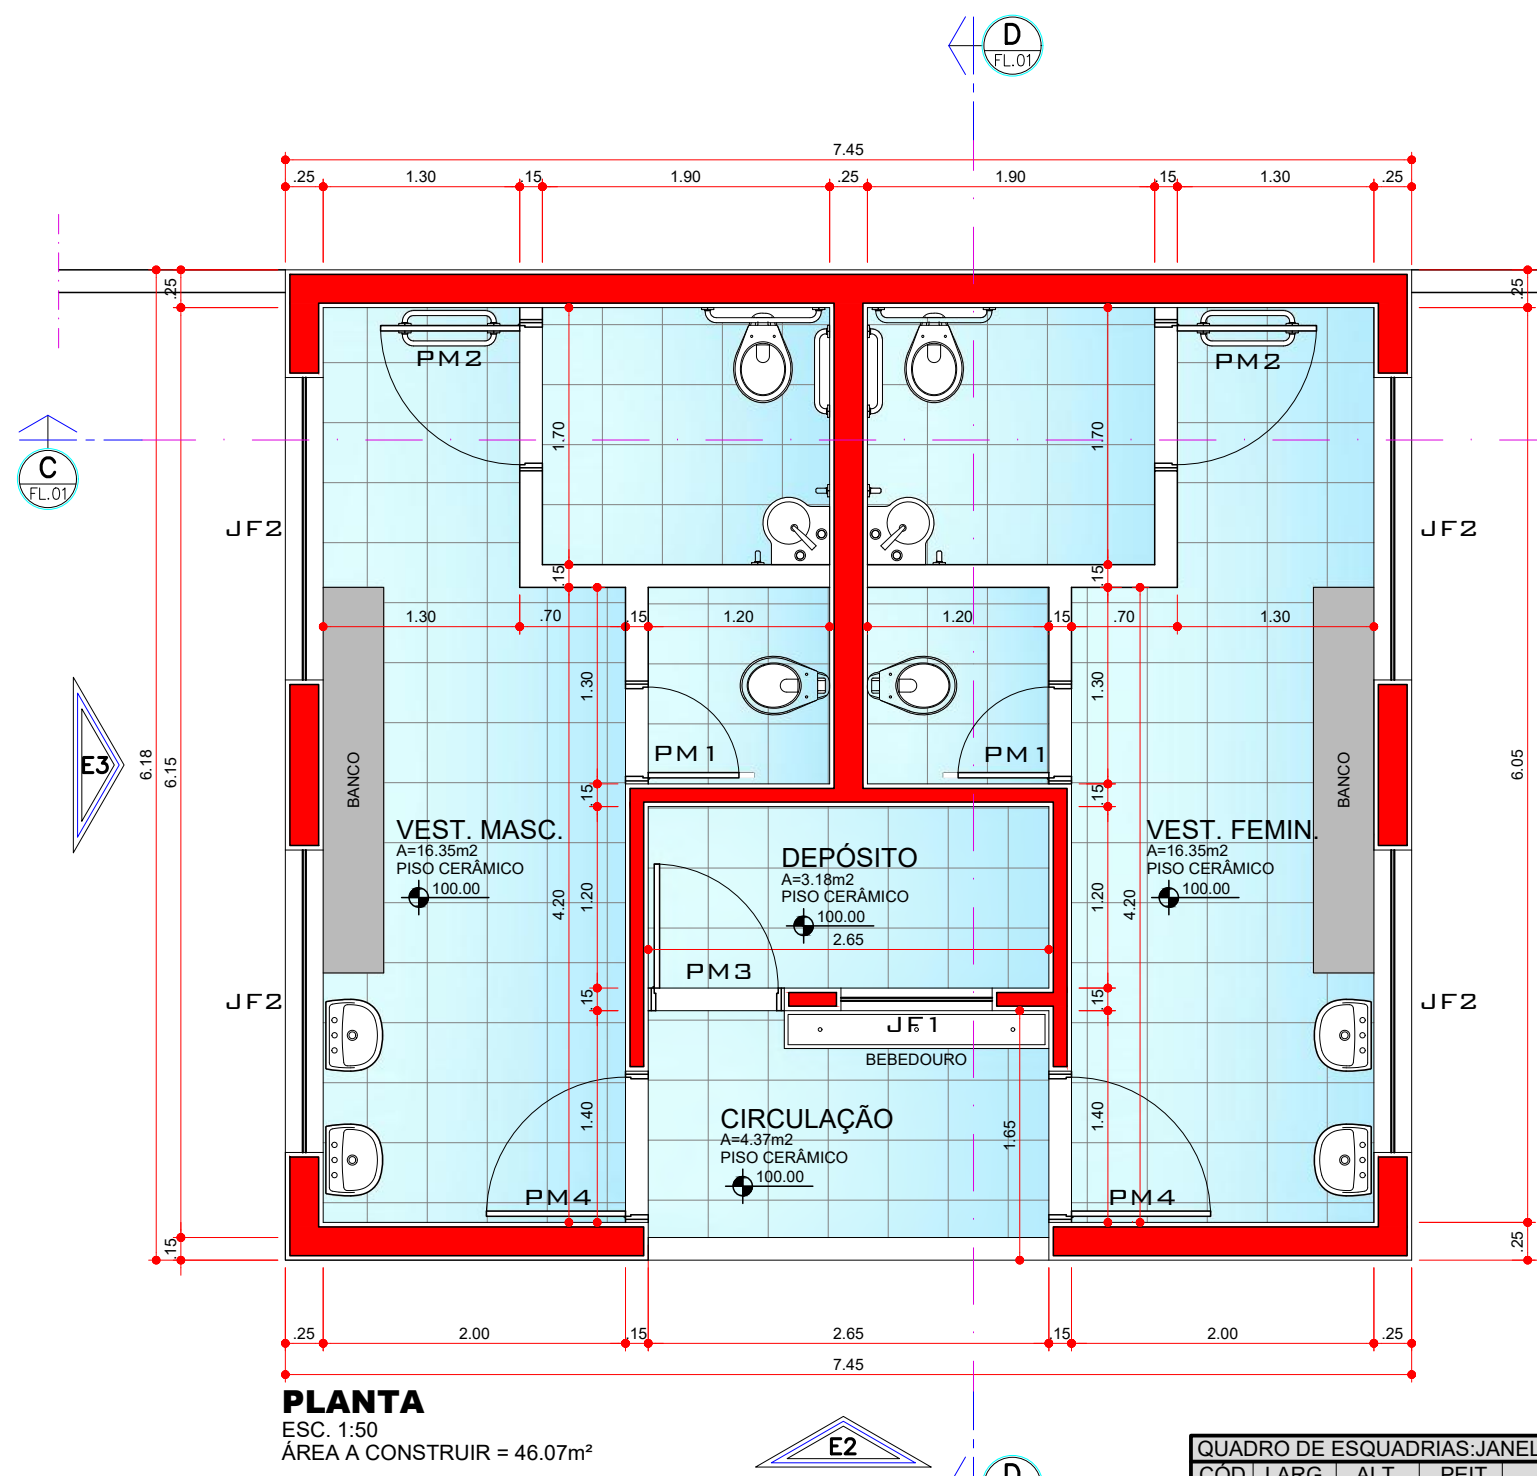 D
FL.01
7.45
.25 1.30 .15 1.90 .25 1.90 .15 1.30 .25
.25
.25
PM2
PM2
1.70
1.70
C
FL.01
JF2
JF2
.15
.15
1.30 .70 .15 1.20
1.20 .15 .70 1.30
1.30
1.30
PM1
PM1
E3
6.18
6.15
6.05
BANCO
BANCO
.15
.15
VEST. MASC.
A=16.35m2
PISO CERÂMICO
100.00
DEPÓSITO
A=3.18m2
PISO CERÂMICO
100.00
2.65
VEST. FEMIN.
A=16.35m2
PISO CERÂMICO
100.00
4.20
1.20
1.20
4.20
PM3
JF2
JF2
.15
.15
JF1
BEBEDOURO
CIRCULAÇÃO
A=4.37m2
PISO CERÂMICO
100.00
1.40
1.65
1.40
PM4
PM4
.15
.25
.25 2.00 .15 2.65 .15 2.00 .25
7.45
PLANTA
ESC. 1:50
ÁREA A CONSTRUIR = 46.07m²
E2
D
QUADRO DE ESQUADRIAS:JANEL
CÓD LARG ALT PEIT